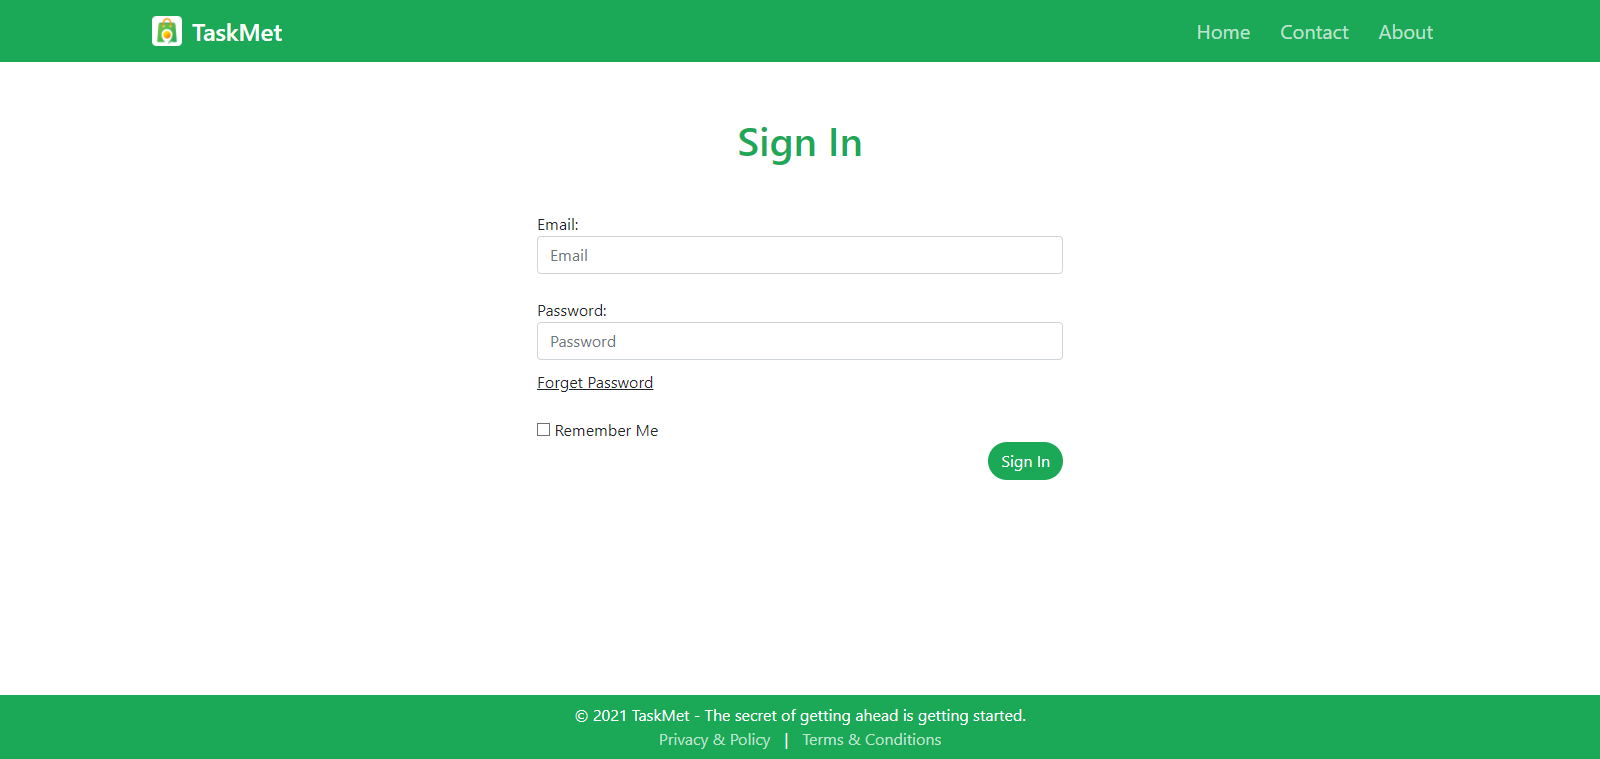 TaskMet Home Contact About
Sign In
Email:
Email
Password:
Password
Forget Password
Remember Me
Sign In
© 2021 TaskMet - The secret of getting ahead is getting started.
Privacy & Policy | Terms & Conditions